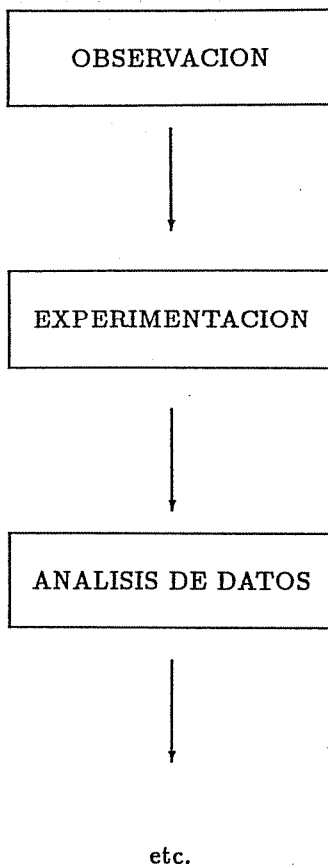 OBSERVACION
EXPERIMENTACION
ANALISIS DE DATOS
etc.